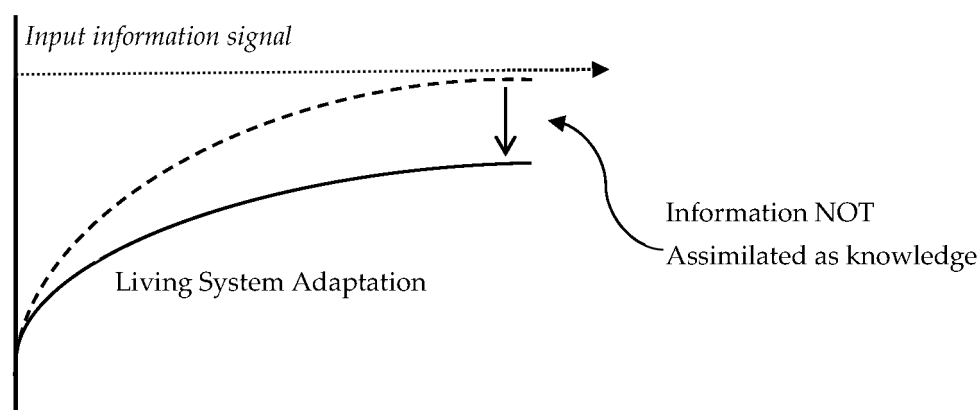 Input information signal
Information NOT
Assimilated as knowledge
Living System Adaptation